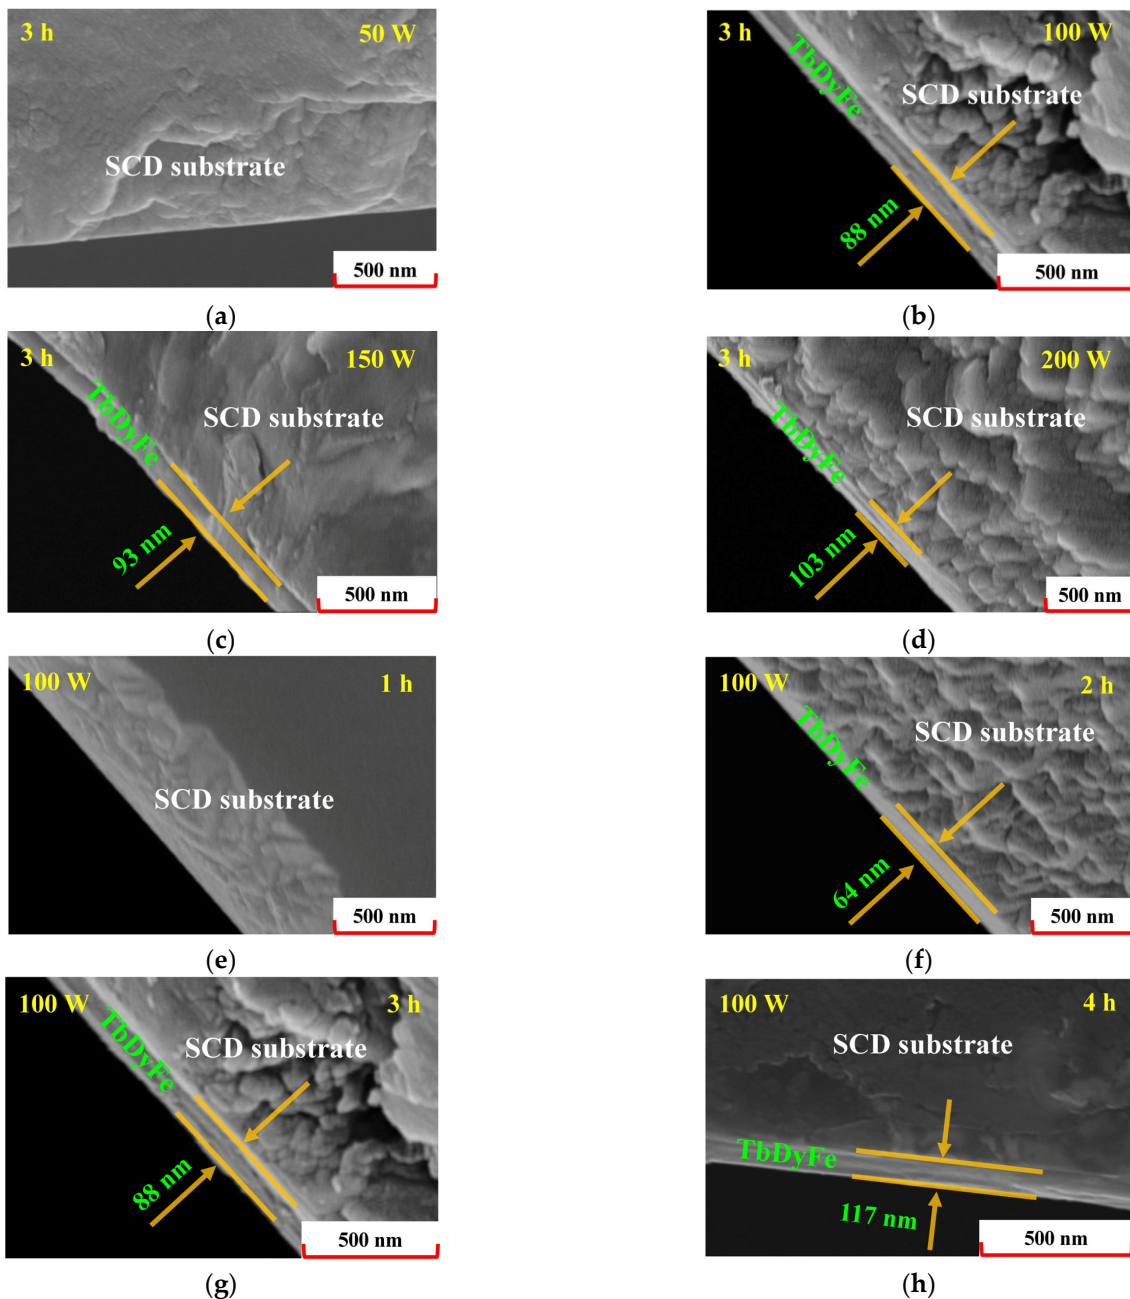 3 h 50 W
SCD substrate
500 nm
(a)
3 h 100 W
TbDyFe
SCD substrate
88 nm
500 nm
(b)
3 h 150 W
TbDyFe
SCD substrate
93 nm
500 nm
(c)
3 h 200 W
TbDyFe
SCD substrate
103 nm
500 nm
(d)
100 W 1 h
SCD substrate
500 nm
(e)
100 W 2 h
TbDyFe
SCD substrate
64 nm
500 nm
(f)
100 W 3 h
TbDyFe
SCD substrate
88 nm
500 nm
(g)
100 W 4 h
SCD substrate
TbDyFe
117 nm
500 nm
(h)